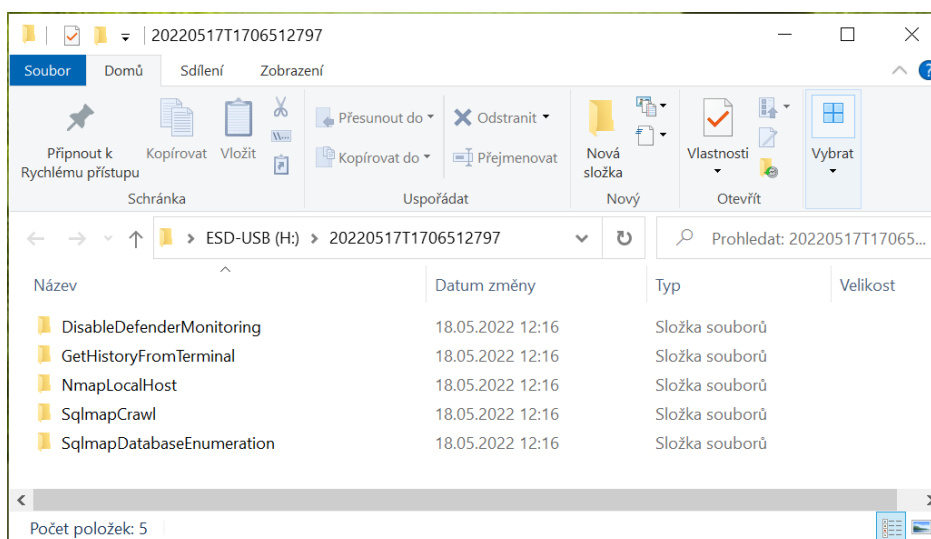 20220517T1706512797
Soubor Domů Sdílení Zobrazení
Připnout k Rychlému přístupu
Kopírovat
Vložit
Schránka
Přesunout do
Kopírovat do
Odstranit
Přejmenovat
Uspořádat
Nová složka
Nový
Vlastnosti
Otevřít
Vybrat
ESD-USB (H:) 20220517T1706512797
Prohledat: 20220517T17065...
Název Datum změny Typ Velikost
DisableDefenderMonitoring 18.05.2022 12:16 Složka souborů
GetHistoryFromTerminal 18.05.2022 12:16 Složka souborů
NmapLocalHost 18.05.2022 12:16 Složka souborů
SqlmapCrawl 18.05.2022 12:16 Složka souborů
SqlmapDatabaseEnumeration 18.05.2022 12:16 Složka souborů
Počet položek: 5